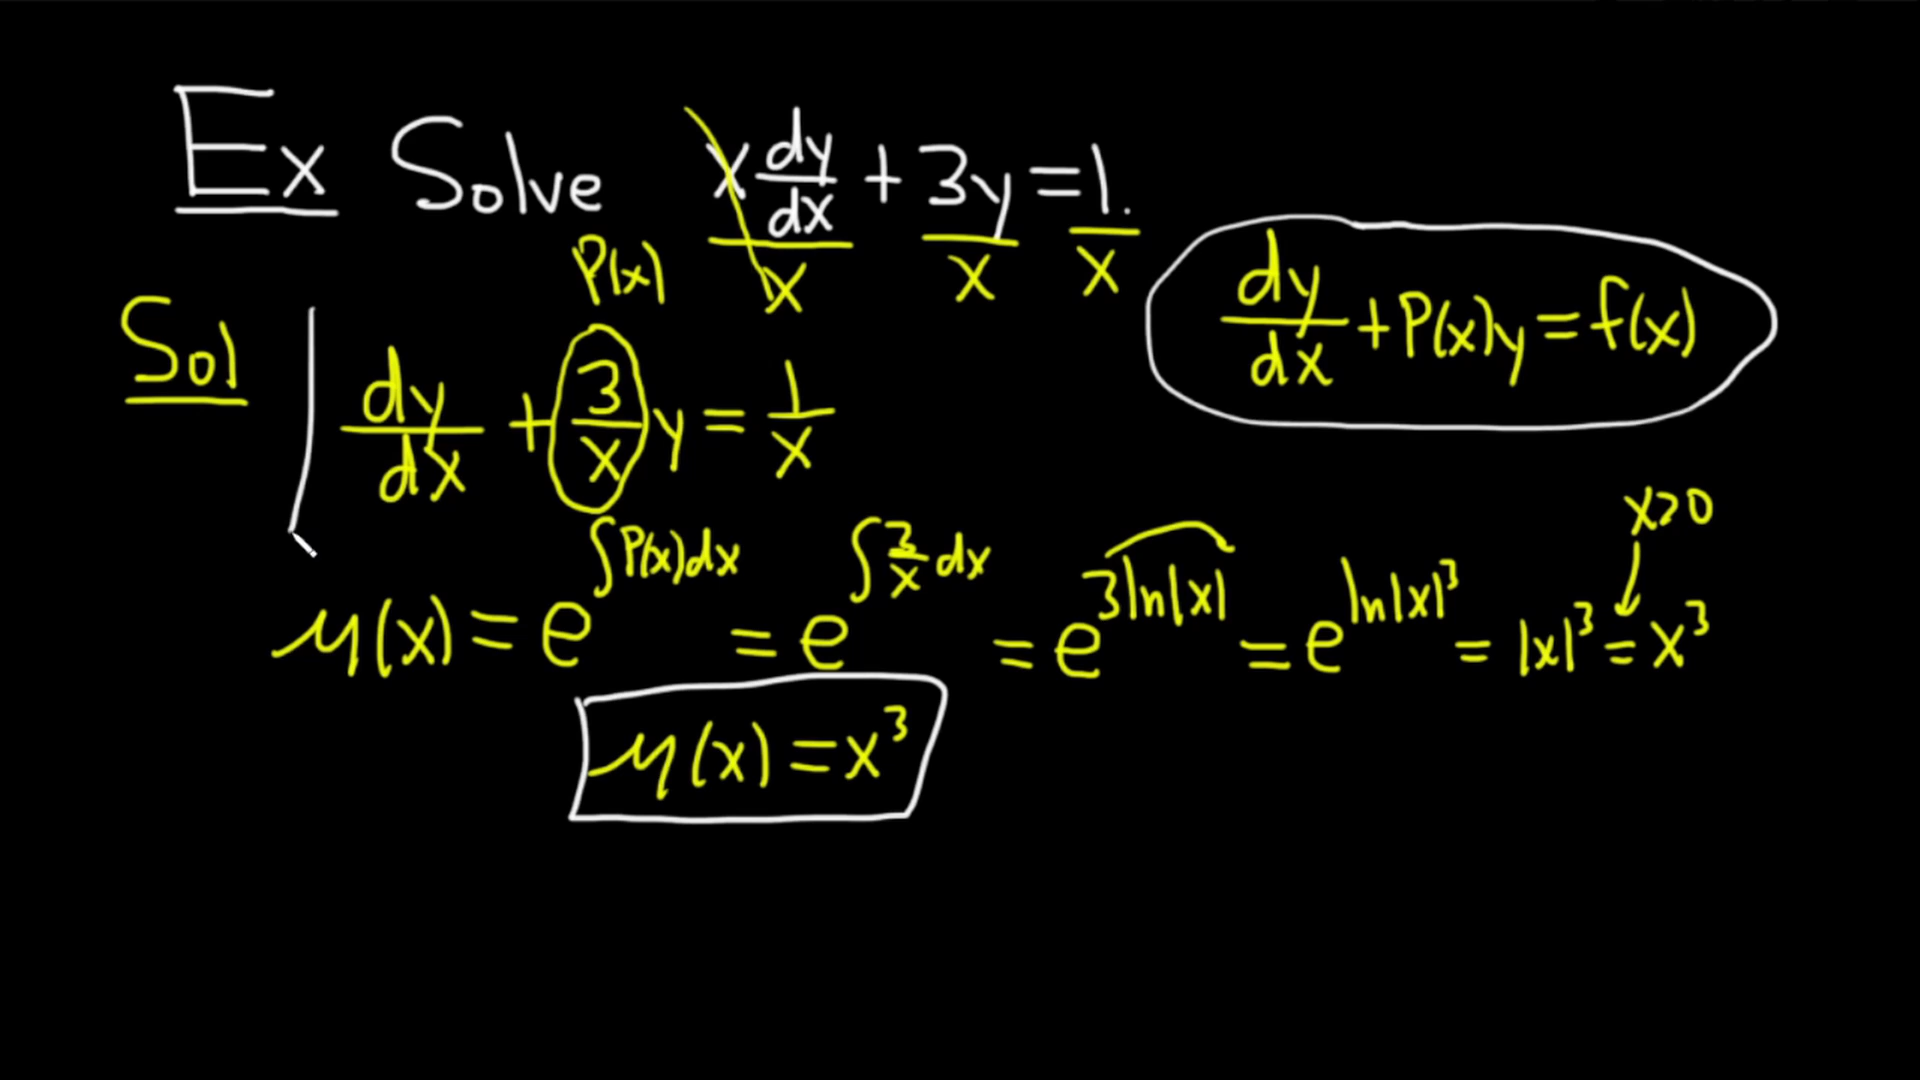 Ex Solve x dy/dx + 3y = 1.
x x x
P(x)
dy/dx + P(x)y = f(x)
Sol dy/dx + 3/x y = 1/x
x>0
μ(x) = e^∫P(x)dx = e^∫3/x dx = e^3ln|x| = e^ln|x|^3 = |x|^3 = x^3
μ(x) = x^3